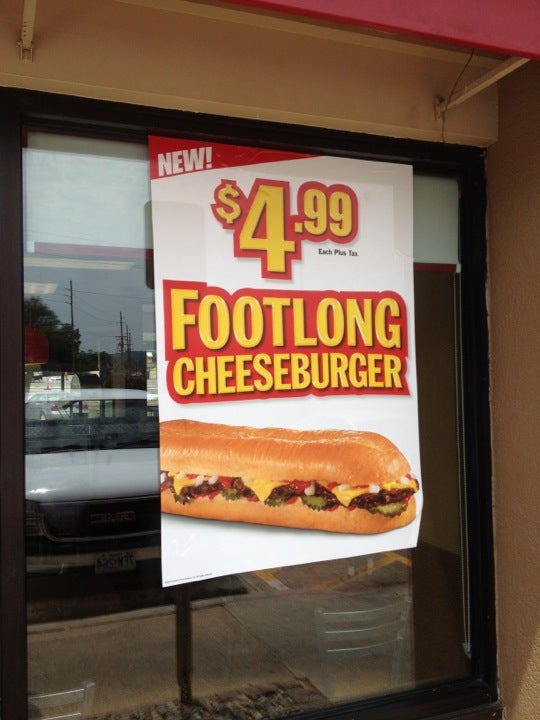 NEW!
$4.99
Each Plus Tax
FOOTLONG
CHEESEBURGER